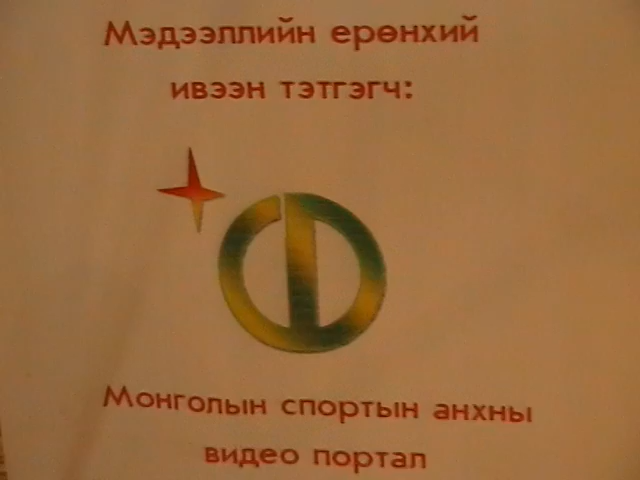 Мэдээллийн ерөнхий
ивээн тэтгэгч:
Монголын спортын анхны
видео портал